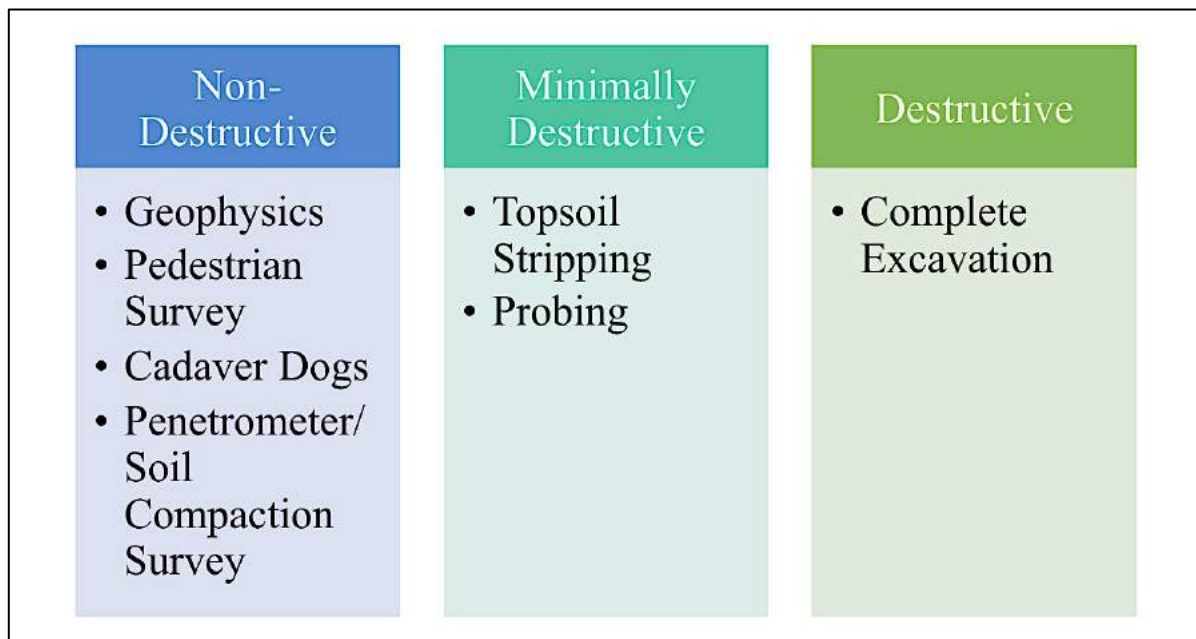 Non-
Destructive
• Geophysics
• Pedestrian
Survey
• Cadaver Dogs
• Penetrometer/
Soil
Compaction
Survey
Minimally
Destructive
• Topsoil
Stripping
• Probing
Destructive
• Complete
Excavation